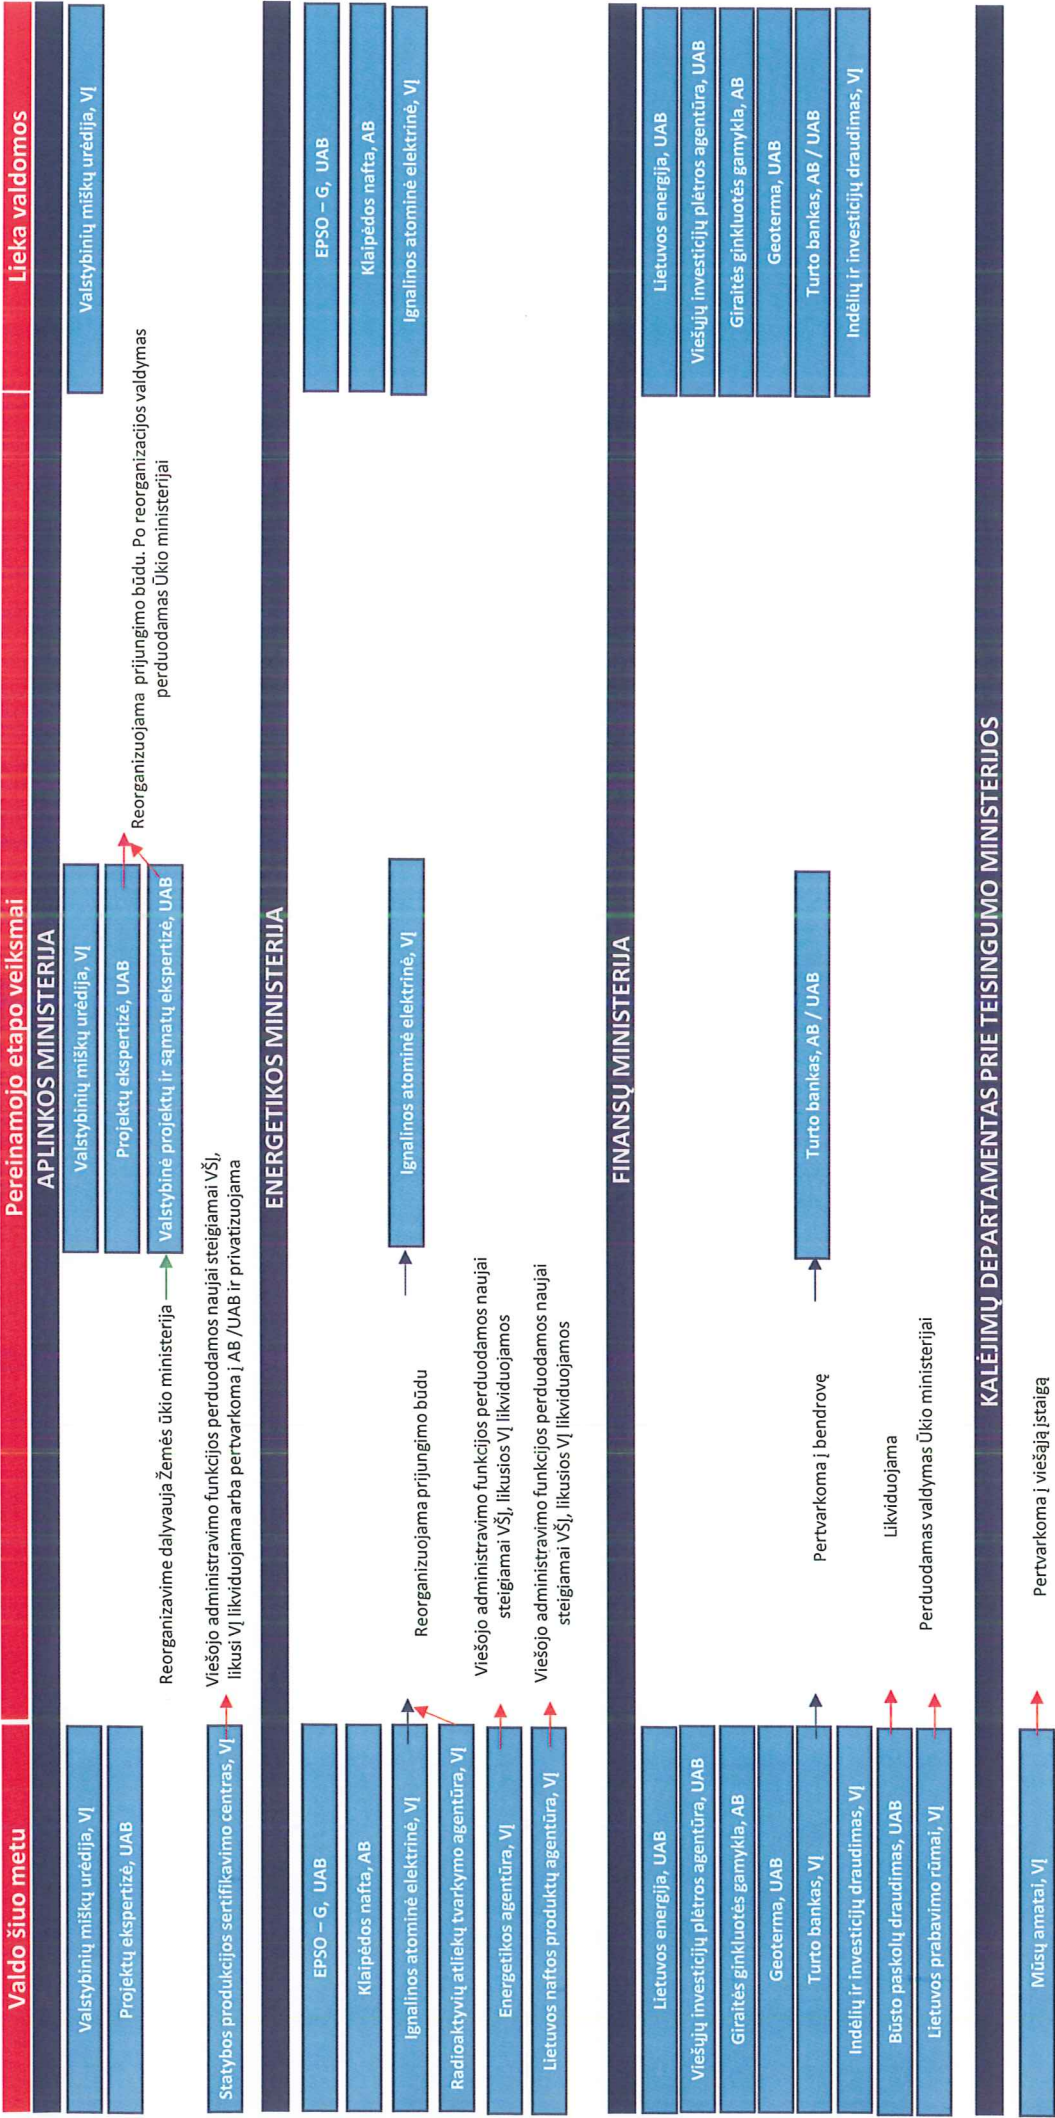 Valdo šiuo metu
Pereinamojo etapo veiksmai
Lieka valdomos
APLINKOS MINISTERIJA
Valstybinių miškų urėdija, VĮ
Projektų ekspertizė, UAB
Statybos produkcijos sertifikavimo centras, VĮ
Reorganizavime dalyvauja Žemės ūkio ministerija
Viešojo administravimo funkcijos perduodamos naujai steigiamai VŠĮ,
likusi VĮ likviduojama arba pertvarkoma į AB /UAB ir privatizuojama
Valstybinių miškų urėdija, VĮ
Projektų ekspertizė, UAB
Valstybinė projektų ir sąmatų ekspertizė, UAB
Reorganizuojama prijungimo būdu. Po reorganizacijos valdymas
perduodamas Ūkio ministerijai
Valstybinių miškų urėdija, VĮ
ENERGETIKOS MINISTERIJA
EPSO – G, UAB
Klaipėdos nafta, AB
Ignalinos atominė elektrinė, VĮ
Radioaktyvių atliekų tvarkymo agentūra, VĮ
Energetikos agentūra, VĮ
Lietuvos naftos produktų agentūra, VĮ
Reorganizuojama prijungimo būdu
Viešojo administravimo funkcijos perduodamos naujai
steigiamai VŠĮ, likusios VĮ likviduojamos
Viešojo administravimo funkcijos perduodamos naujai
steigiamai VŠĮ, likusios VĮ likviduojamos
Ignalinos atominė elektrinė, VĮ
EPSO – G, UAB
Klaipėdos nafta, AB
Ignalinos atominė elektrinė, VĮ
FINANSŲ MINISTERIJA
Lietuvos energija, UAB
Viešųjų investicijų plėtros agentūra, UAB
Giraitės ginkluotės gamykla, AB
Geoterma, UAB
Turto bankas, VĮ
Indėlių ir investicijų draudimas, VĮ
Būsto paskolų draudimas, UAB
Lietuvos prabavimo rūmai, VĮ
Pertvarkoma į bendrovę
Likviduojama
Perduodamas valdymas Ūkio ministerijai
Turto bankas, AB / UAB
Lietuvos energija, UAB
Viešųjų investicijų plėtros agentūra, UAB
Giraitės ginkluotės gamykla, AB
Geoterma, UAB
Turto bankas, AB / UAB
Indėlių ir investicijų draudimas, VĮ
KALĖJIMŲ DEPARTAMENTAS PRIE TEISINGUMO MINISTERIJOS
Mūsų amatai, VĮ
Pertvarkoma į viešąją įstaigą